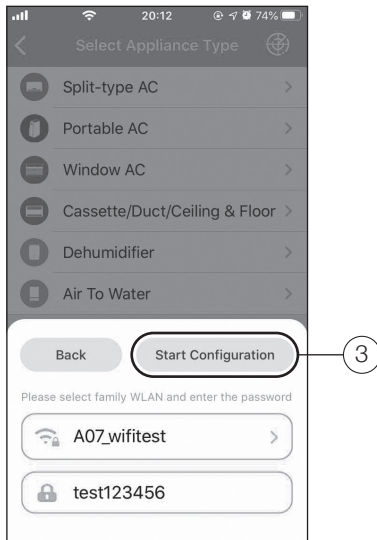 20:12 74%
Select Appliance Type
Split-type AC
Portable AC
Window AC
Cassette/Duct/Ceiling & Floor
Dehumidifier
Air To Water
Back Start Configuration 3
Please select family WLAN and enter the password
A07_wifitest
test123456